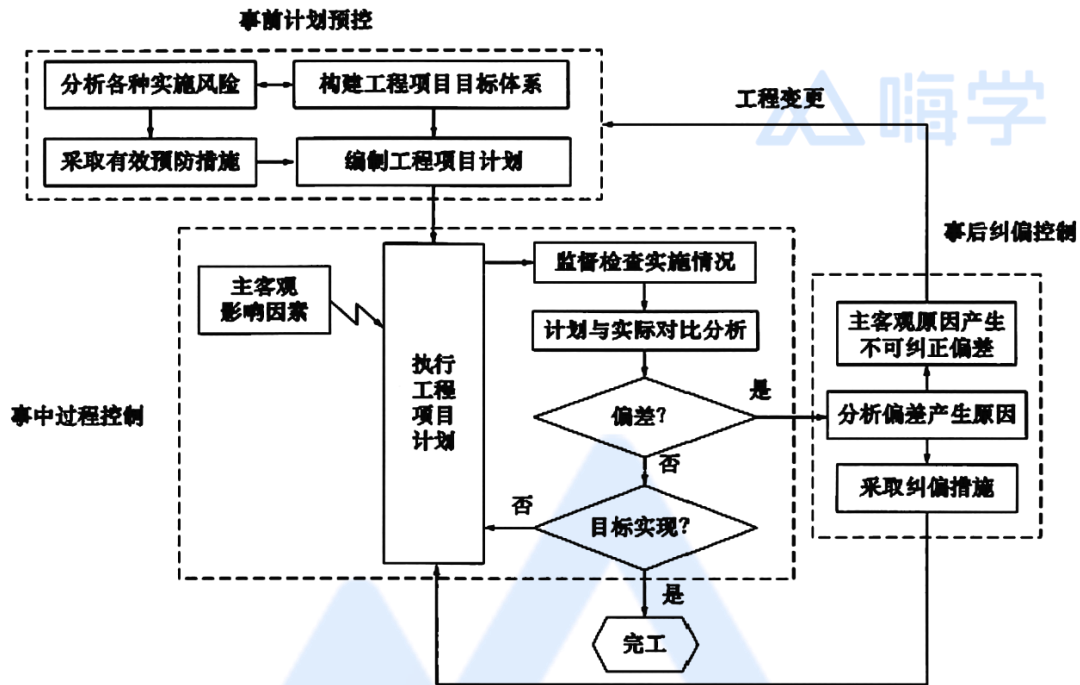 事前计划预控
分析各种实施风险
构建工程项目目标体系
采取有效预防措施
编制工程项目计划
嗨学
工程变更
事后纠偏控制
监督检查实施情况
主客观
影响因素
计划与实际对比分析
主客观原因产生
不可纠正偏差
执行
工程
项目
计划
事中过程控制
偏差?
是
分析偏差产生原因
否
采取纠偏措施
否
目标实现?
是
完工